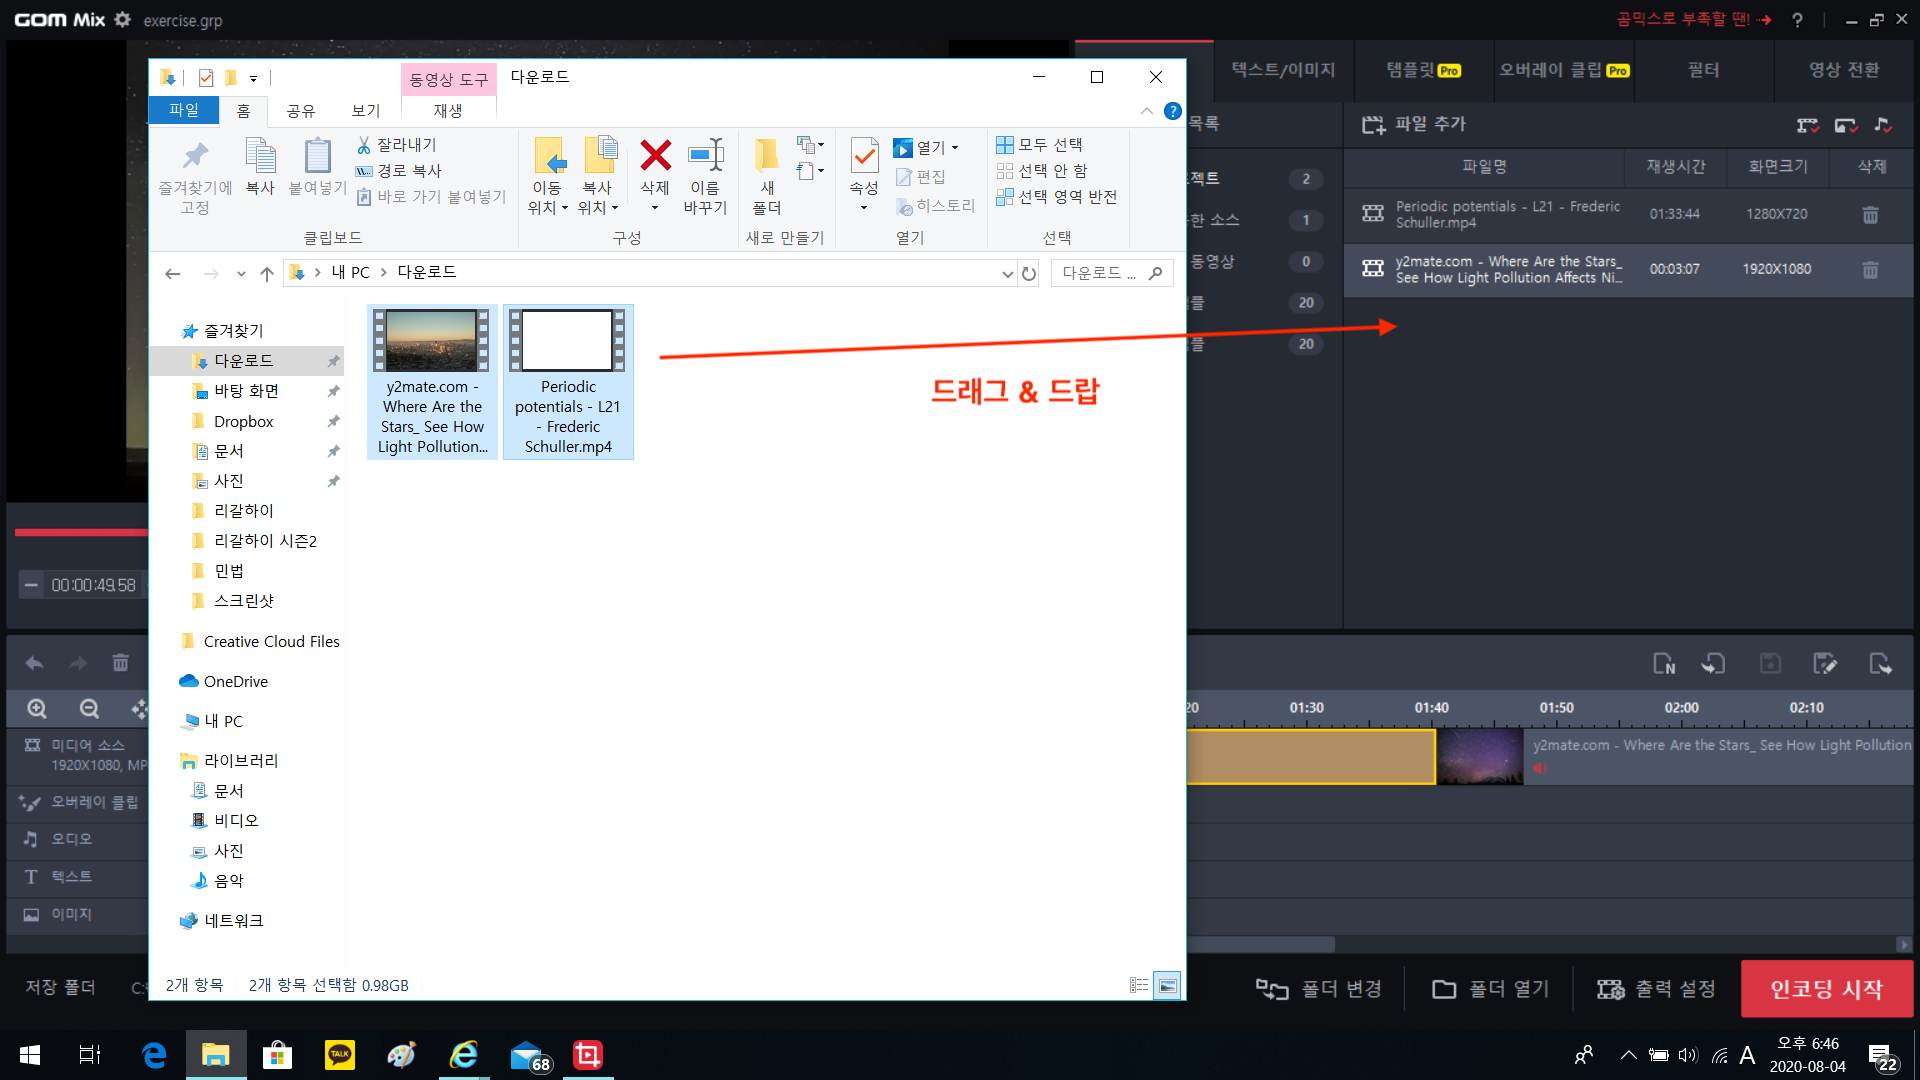 GOM Mix exercise.grp
곰믹스로 부족할 땐!
텍스트/이미지
템플릿 Pro
오버레이 클립 Pro
필터
영상 전환
동영상 도구
다운로드
파일
홈
공유
보기
재생
즐겨찾기에
고정
복사
붙여넣기
잘라내기
경로 복사
바로 가기 붙여넣기
클립보드
이동
위치
복사
위치
삭제
이름
바꾸기
구성
새
폴더
새로 만들기
속성
열기
편집
히스토리
열기
모두 선택
선택 안 함
선택 영역 반전
선택
내 PC
다운로드
다운로드 ...
즐겨찾기
다운로드
바탕 화면
Dropbox
문서
사진
리갈하이
리갈하이 시즌2
민법
스크린샷
Creative Cloud Files
OneDrive
내 PC
라이브러리
문서
비디오
사진
음악
네트워크
y2mate.com -
Where Are the
Stars_ See How
Light Pollution...
Periodic
potentials - L21
- Frederic
Schuller.mp4
2개 항목
2개 항목 선택함 0.98GB
드래그 & 드랍
목록
젝트
2
한 소스
1
동영상
0
플
20
플
20
파일 추가
파일명
재생시간
화면크기
삭제
Periodic potentials - L21 - Frederic
Schuller.mp4
01:33:44
1280X720
y2mate.com - Where Are the Stars_
See How Light Pollution Affects Ni...
00:03:07
1920X1080
00:00:49.58
20
01:30
01:40
01:50
02:00
02:10
미디어 소스
1920X1080, MP
오버레이 클립
오디오
텍스트
이미지
y2mate.com - Where Are the Stars_ See How Light Pollution
저장 폴더
C:
폴더 변경
폴더 열기
출력 설정
인코딩 시작
TALK
68
A
오후 6:46
2020-08-04
22